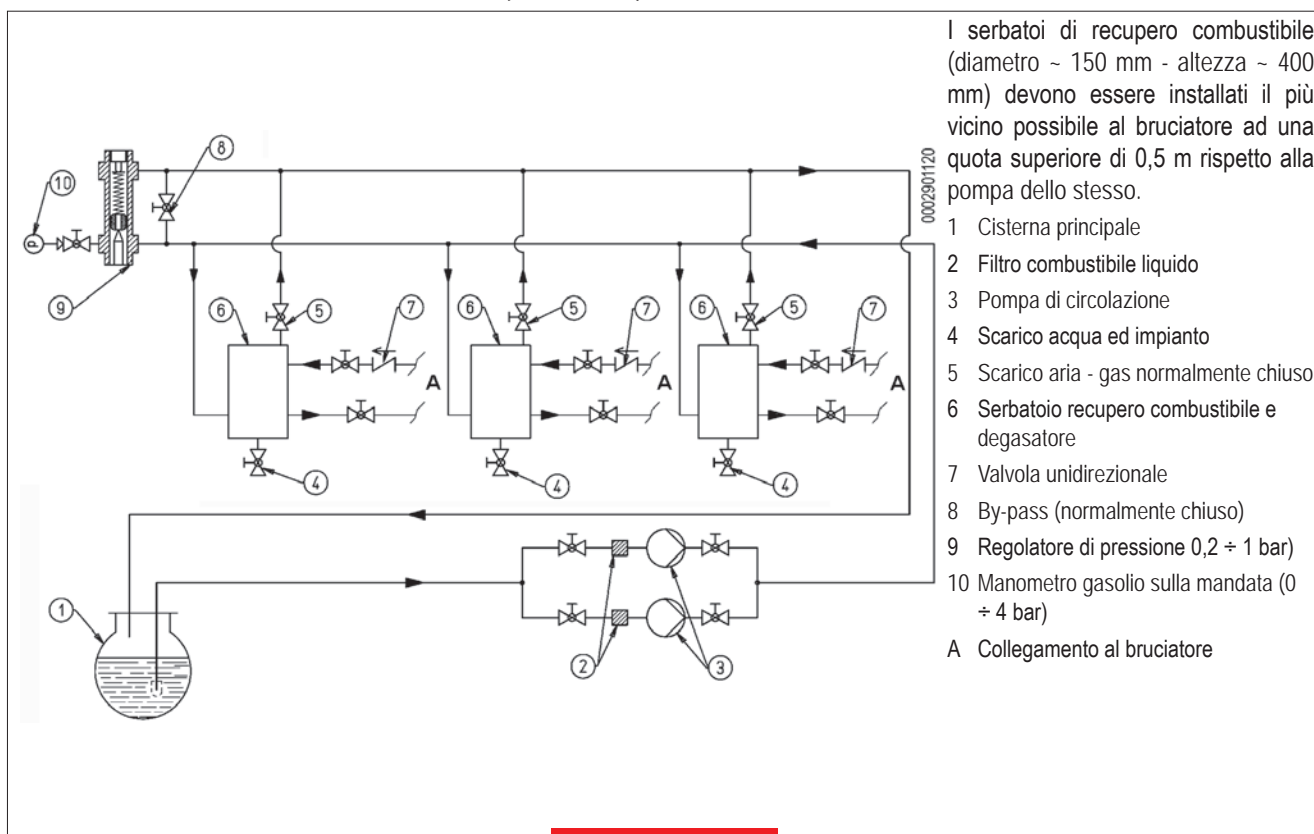 I serbatoi di recupero combustibile
(diametro ~ 150 mm - altezza ~ 400
mm) devono essere installati il più
vicino possibile al bruciatore ad una
quota superiore di 0,5 m rispetto alla
pompa dello stesso.
1 Cisterna principale
2 Filtro combustibile liquido
3 Pompa di circolazione
4 Scarico acqua ed impianto
5 Scarico aria - gas normalmente chiuso
6 Serbatoio recupero combustibile e
degasatore
7 Valvola unidirezionale
8 By-pass (normalmente chiuso)
9 Regolatore di pressione 0,2 ÷ 1 bar)
10 Manometro gasolio sulla mandata (0
÷ 4 bar)
A Collegamento al bruciatore
0002901120
8
10
P
9
6
5
7
A
4
6
5
7
A
4
6
5
7
A
4
1
2
3